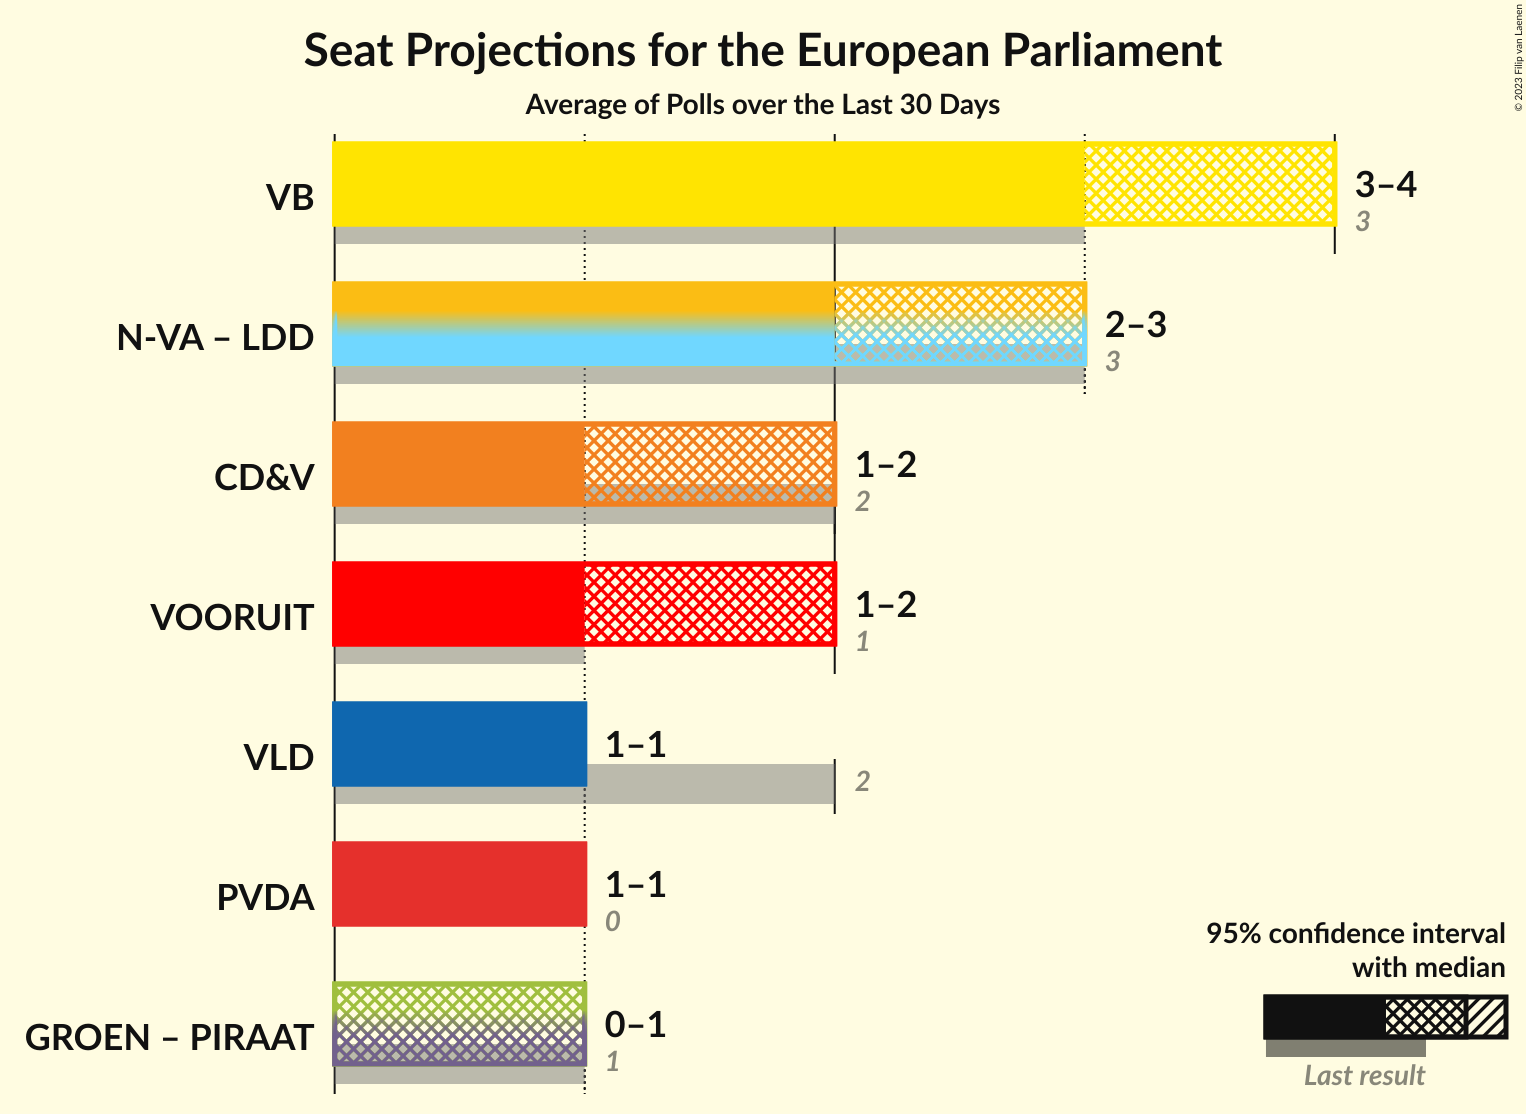 Seat Projections for the European Parliament
Average of Polls over the Last 30 Days
© 2023 Filip van Laenen
VB
3–4
3
N-VA – LDD
2–3
3
CD&V
1–2
2
VOORUIT
1–2
1
VLD
1–1
2
PVDA
1–1
0
GROEN – PIRAAT
0–1
1
95% confidence interval
with median
Last result